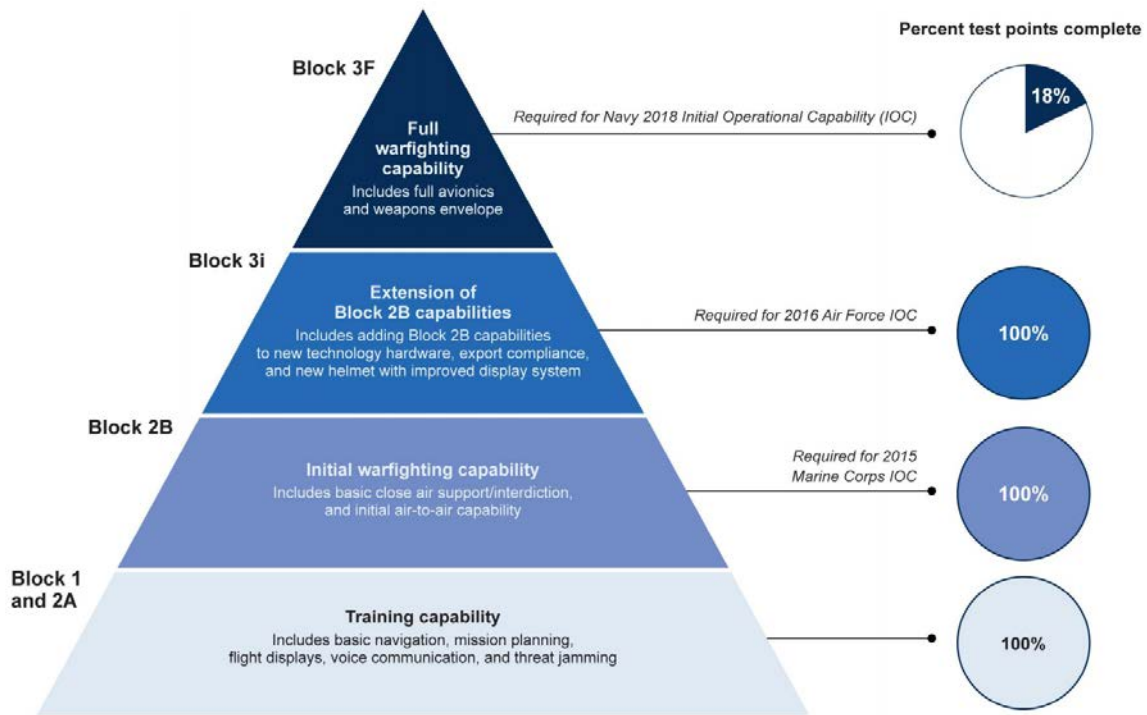 Percent test points complete
Block 3F
Full
warfighting
capability
Includes full avionics
and weapons envelope
Required for Navy 2018 Initial Operational Capability (IOC)
18%
Block 3i
Extension of
Block 2B capabilities
Includes adding Block 2B capabilities
to new technology hardware, export compliance,
and new helmet with improved display system
Required for 2016 Air Force IOC
100%
Block 2B
Initial warfighting capability
Includes basic close air support/interdiction,
and initial air-to-air capability
Required for 2015
Marine Corps IOC
100%
Block 1
and 2A
Training capability
Includes basic navigation, mission planning,
flight displays, voice communication, and threat jamming
100%